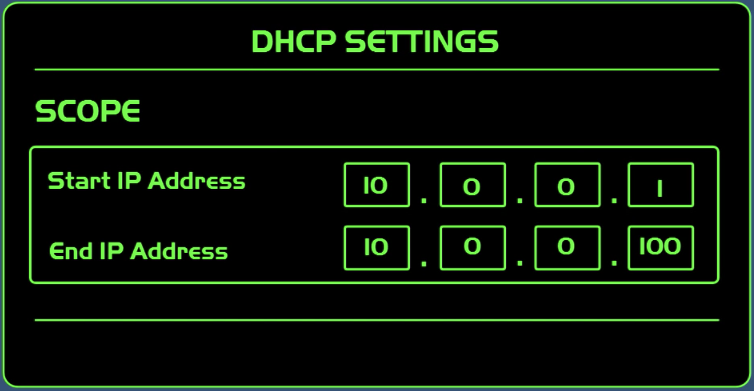 DHCP SETTINGS
SCOPE
Start IP Address 10 . 0 . 0 . 1
End IP Address 10 . 0 . 0 . 100